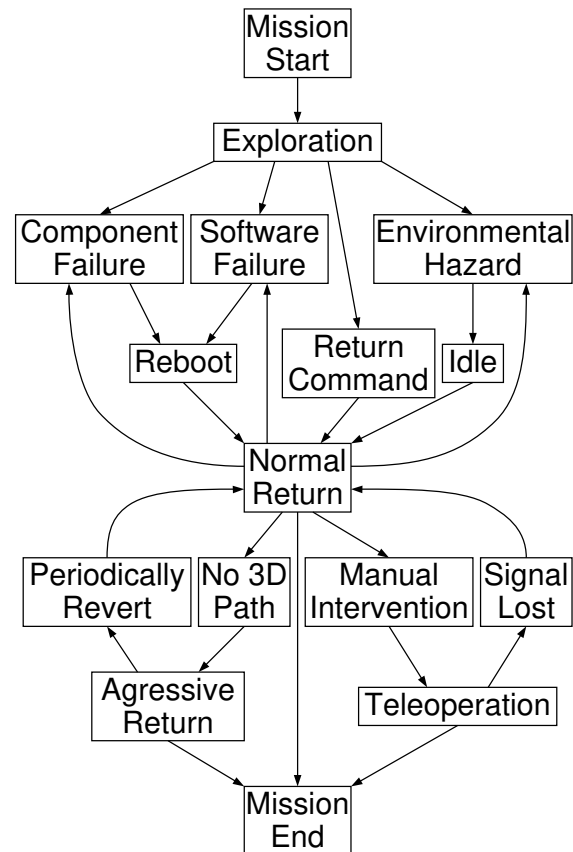 Mission
Start
Exploration
Component
Failure
Software
Failure
Environmental
Hazard
Reboot
Return
Command
Idle
Normal
Return
Periodically
Revert
No 3D
Path
Manual
Intervention
Signal
Lost
Agressive
Return
Teleoperation
Mission
End